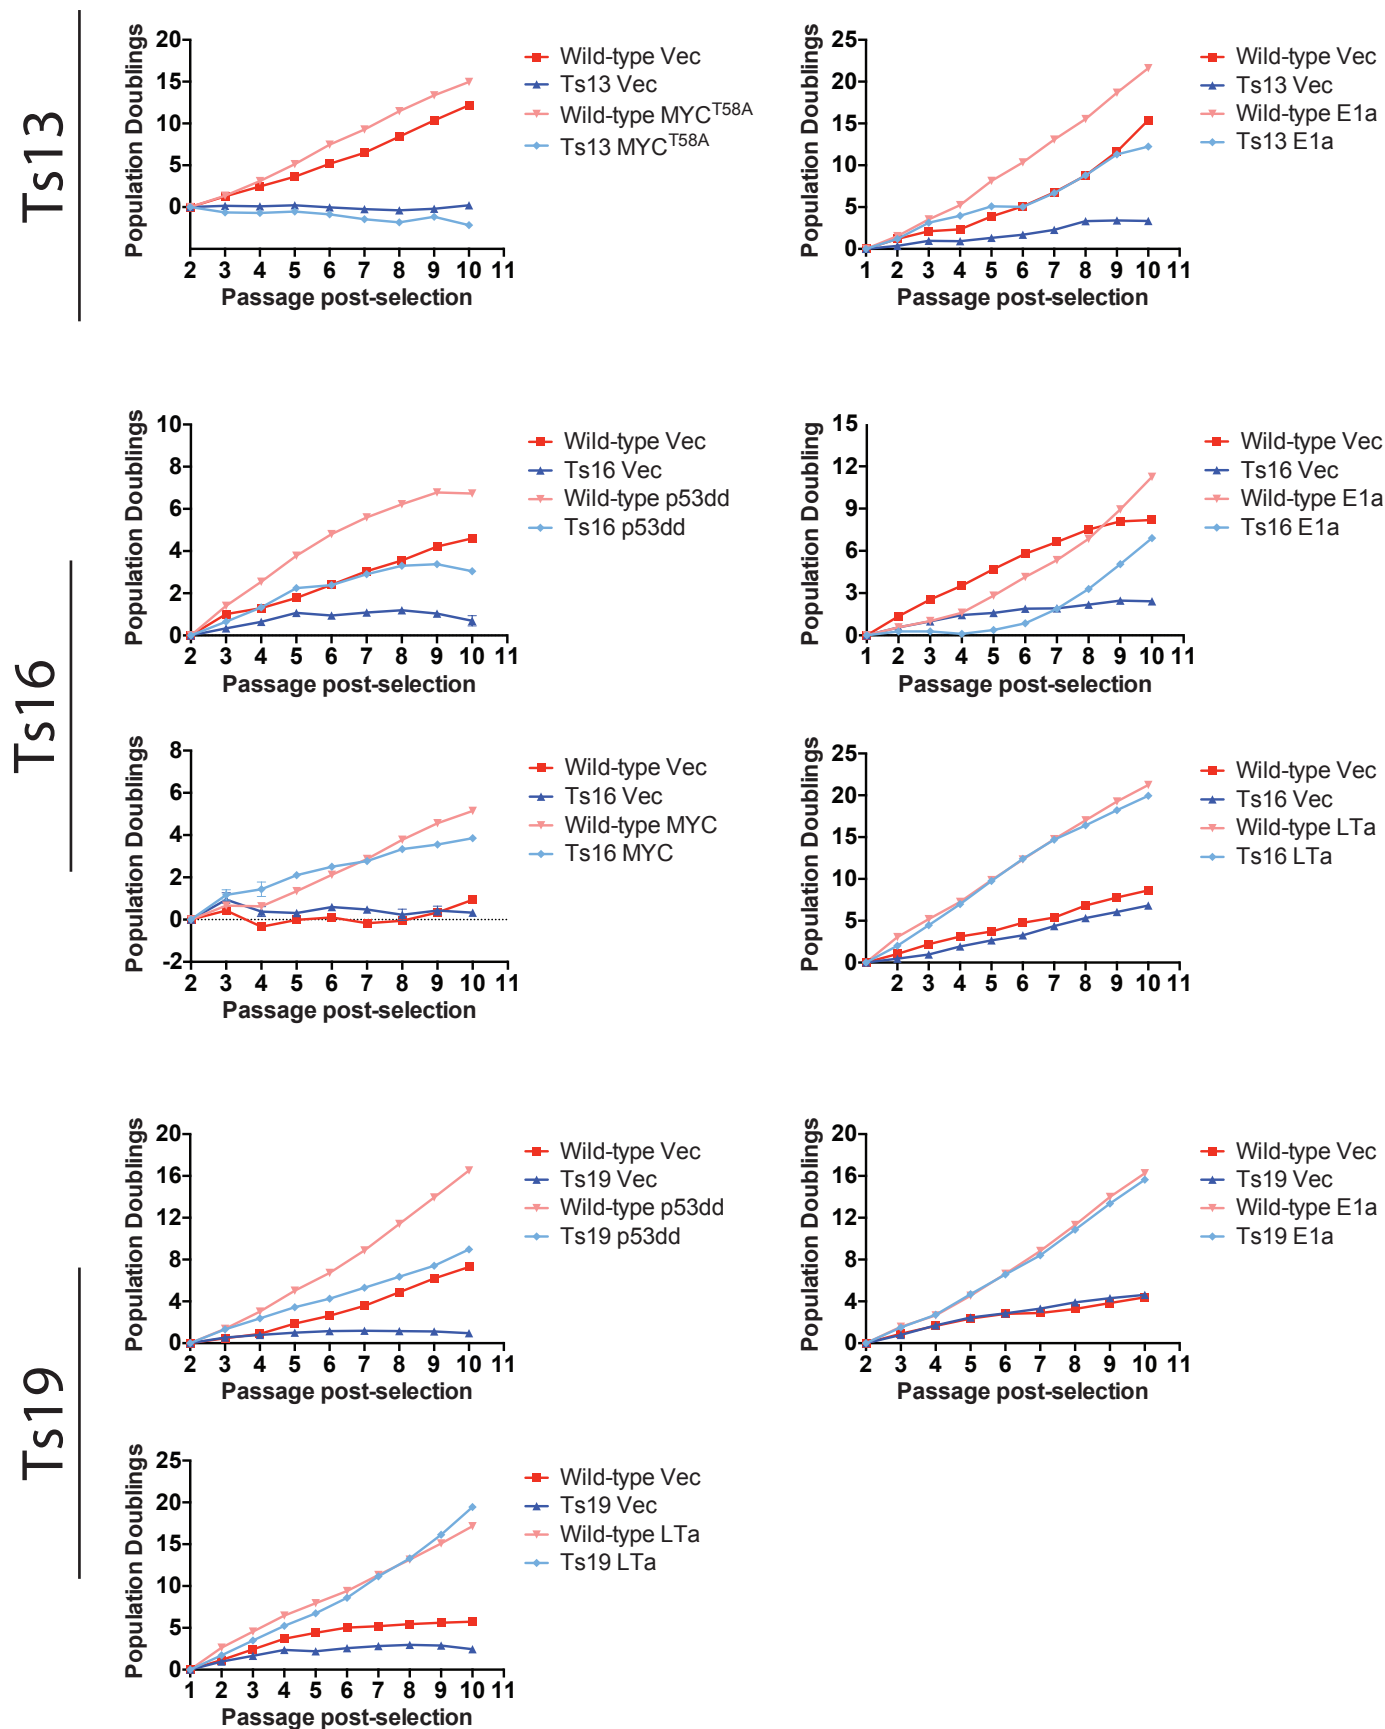 Ts13
Population Doublings
20
15
10
5
0
2 3 4 5 6 7 8 9 10 11
Passage post-selection
Wild-type Vec
Ts13 Vec
Wild-type MYC^T58A
Ts13 MYC^T58A
Population Doublings
25
20
15
10
5
0
1 2 3 4 5 6 7 8 9 10 11
Passage post-selection
Wild-type Vec
Ts13 Vec
Wild-type E1a
Ts13 E1a
Ts16
Population Doublings
10
8
6
4
2
0
2 3 4 5 6 7 8 9 10 11
Passage post-selection
Wild-type Vec
Ts16 Vec
Wild-type p53dd
Ts16 p53dd
Population Doubling
15
12
9
6
3
0
1 2 3 4 5 6 7 8 9 10 11
Passage post-selection
Wild-type Vec
Ts16 Vec
Wild-type E1a
Ts16 E1a
Population Doublings
8
6
4
2
0
-2
2 3 4 5 6 7 8 9 10 11
Passage post-selection
Wild-type Vec
Ts16 Vec
Wild-type MYC
Ts16 MYC
Population Doublings
25
20
15
10
5
0
2 3 4 5 6 7 8 9 10 11
Passage post-selection
Wild-type Vec
Ts16 Vec
Wild-type LTa
Ts16 LTa
Ts19
Population Doublings
20
16
12
8
4
0
2 3 4 5 6 7 8 9 10 11
Passage post-selection
Wild-type Vec
Ts19 Vec
Wild-type p53dd
Ts19 p53dd
Population Doublings
20
16
12
8
4
0
2 3 4 5 6 7 8 9 10 11
Passage post-selection
Wild-type Vec
Ts19 Vec
Wild-type E1a
Ts19 E1a
Population Doublings
25
20
15
10
5
0
1 2 3 4 5 6 7 8 9 10 11
Passage post-selection
Wild-type Vec
Ts19 Vec
Wild-type LTa
Ts19 LTa